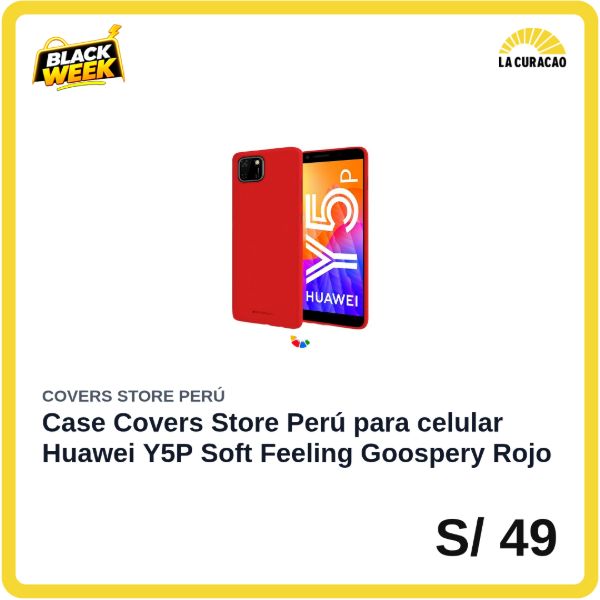 BLACK
WEEK
LA CURACAO
Y5P
HUAWEI
COVERS STORE PERÚ
Case Covers Store Perú para celular
Huawei Y5P Soft Feeling Goospery Rojo
S/ 49